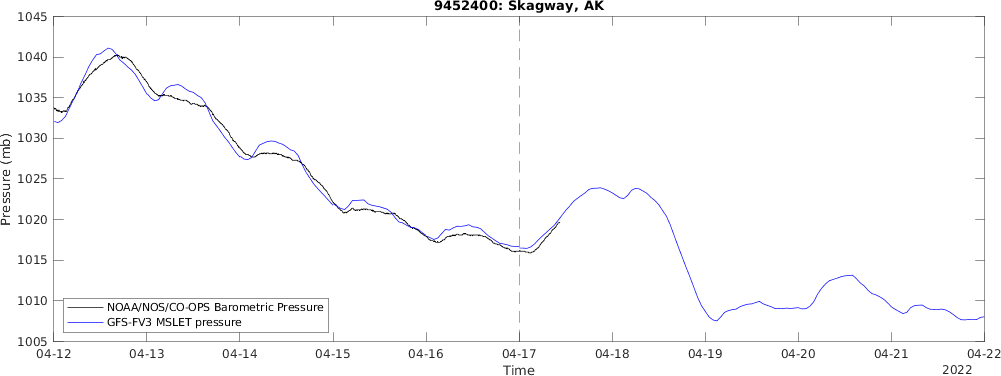 9452400: Skagway, AK
Pressure (mb)
1045
1040
1035
1030
1025
1020
1015
1010
1005
NOAA/NOS/CO-OPS Barometric Pressure
GFS-FV3 MSLET pressure
04-12 04-13 04-14 04-15 04-16 04-17 04-18 04-19 04-20 04-21 04-22
Time
2022